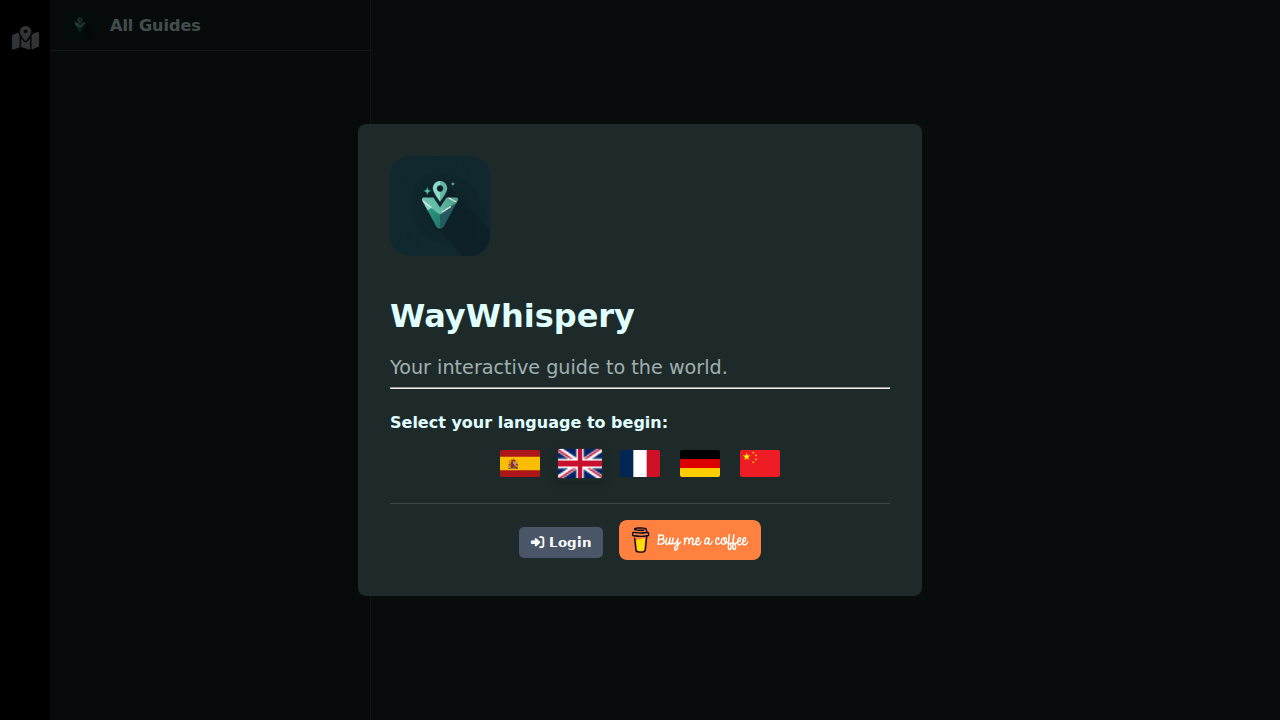 All Guides
WayWhispery
Your interactive guide to the world.
Select your language to begin:
Login
Buy me a coffee